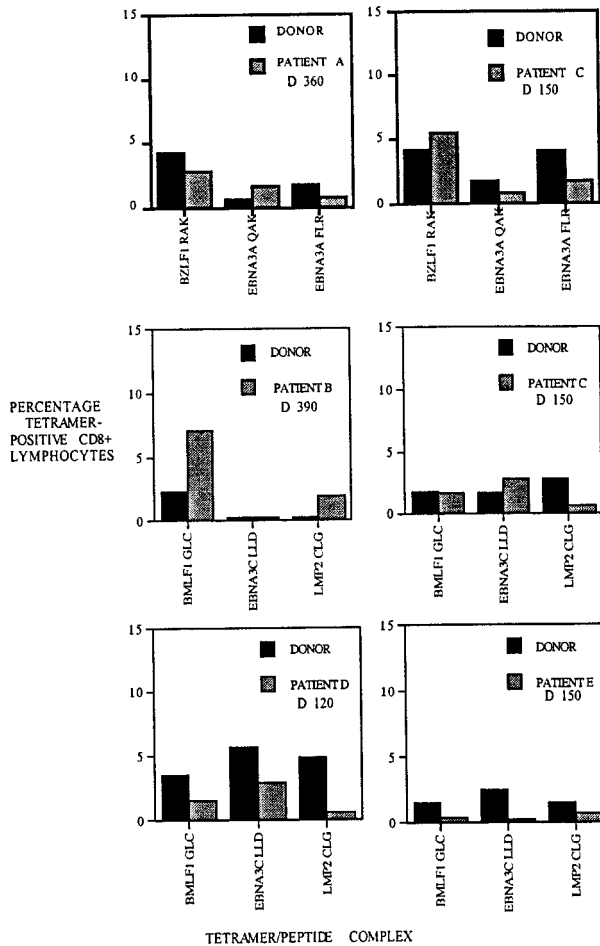 15
10
5
0
DONOR
PATIENT A
D 360
BZLF1 RAK
EBNA3A QAK
EBNA3A FLR
15
10
5
0
DONOR
PATIENT C
D 150
BZLF1 RAK
EBNA3A QAK
EBNA3A FLR
PERCENTAGE
TETRAMER-
POSITIVE CD8+
LYMPHOCYTES
15
10
5
0
DONOR
PATIENT B
D 390
BMLF1 GLC
EBNA3C LLD
LMP2 CLG
15
10
5
0
DONOR
PATIENT C
D 150
BMLF1 GLC
EBNA3C LLD
LMP2 CLG
15
10
5
0
DONOR
PATIENT D
D 120
BMLF1 GLC
EBNA3C LLD
LMP2 CLG
15
10
5
0
DONOR
PATIENT E
D 150
BMLF1 GLC
EBNA3C LLD
LMP2 CLG
TETRAMER/PEPTIDE COMPLEX